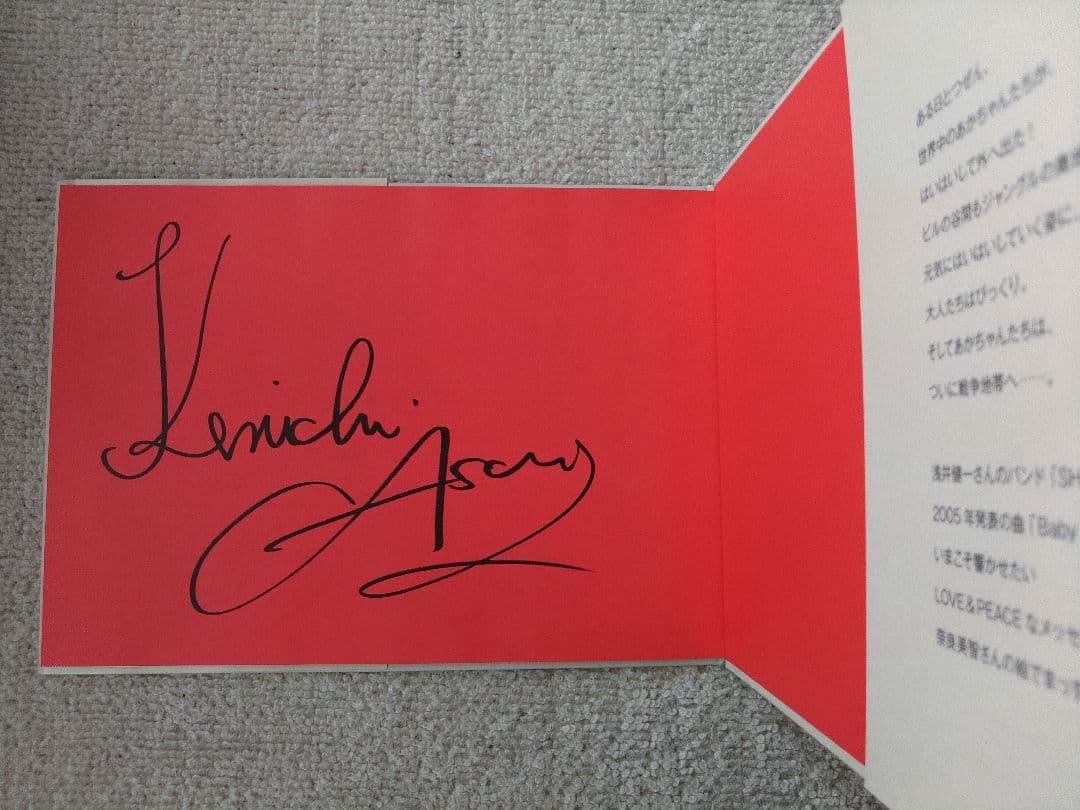 Kenichi
Asai
ある日とつぜん、
世界中のあかちゃんたちが、
はいはいして外へ出た！
ビルの谷間もジャングルの
元気にはいはいしていく姿に、
大人たちはびっくり。
そしてあかちゃんたちは、
ついに戦争地帯へ……。
浅井健一さんのバンド「SH
2005年発表の曲「Baby
いまこそ響かせたい
LOVE&PEACEなメッセ
奈良美智さんの絵で